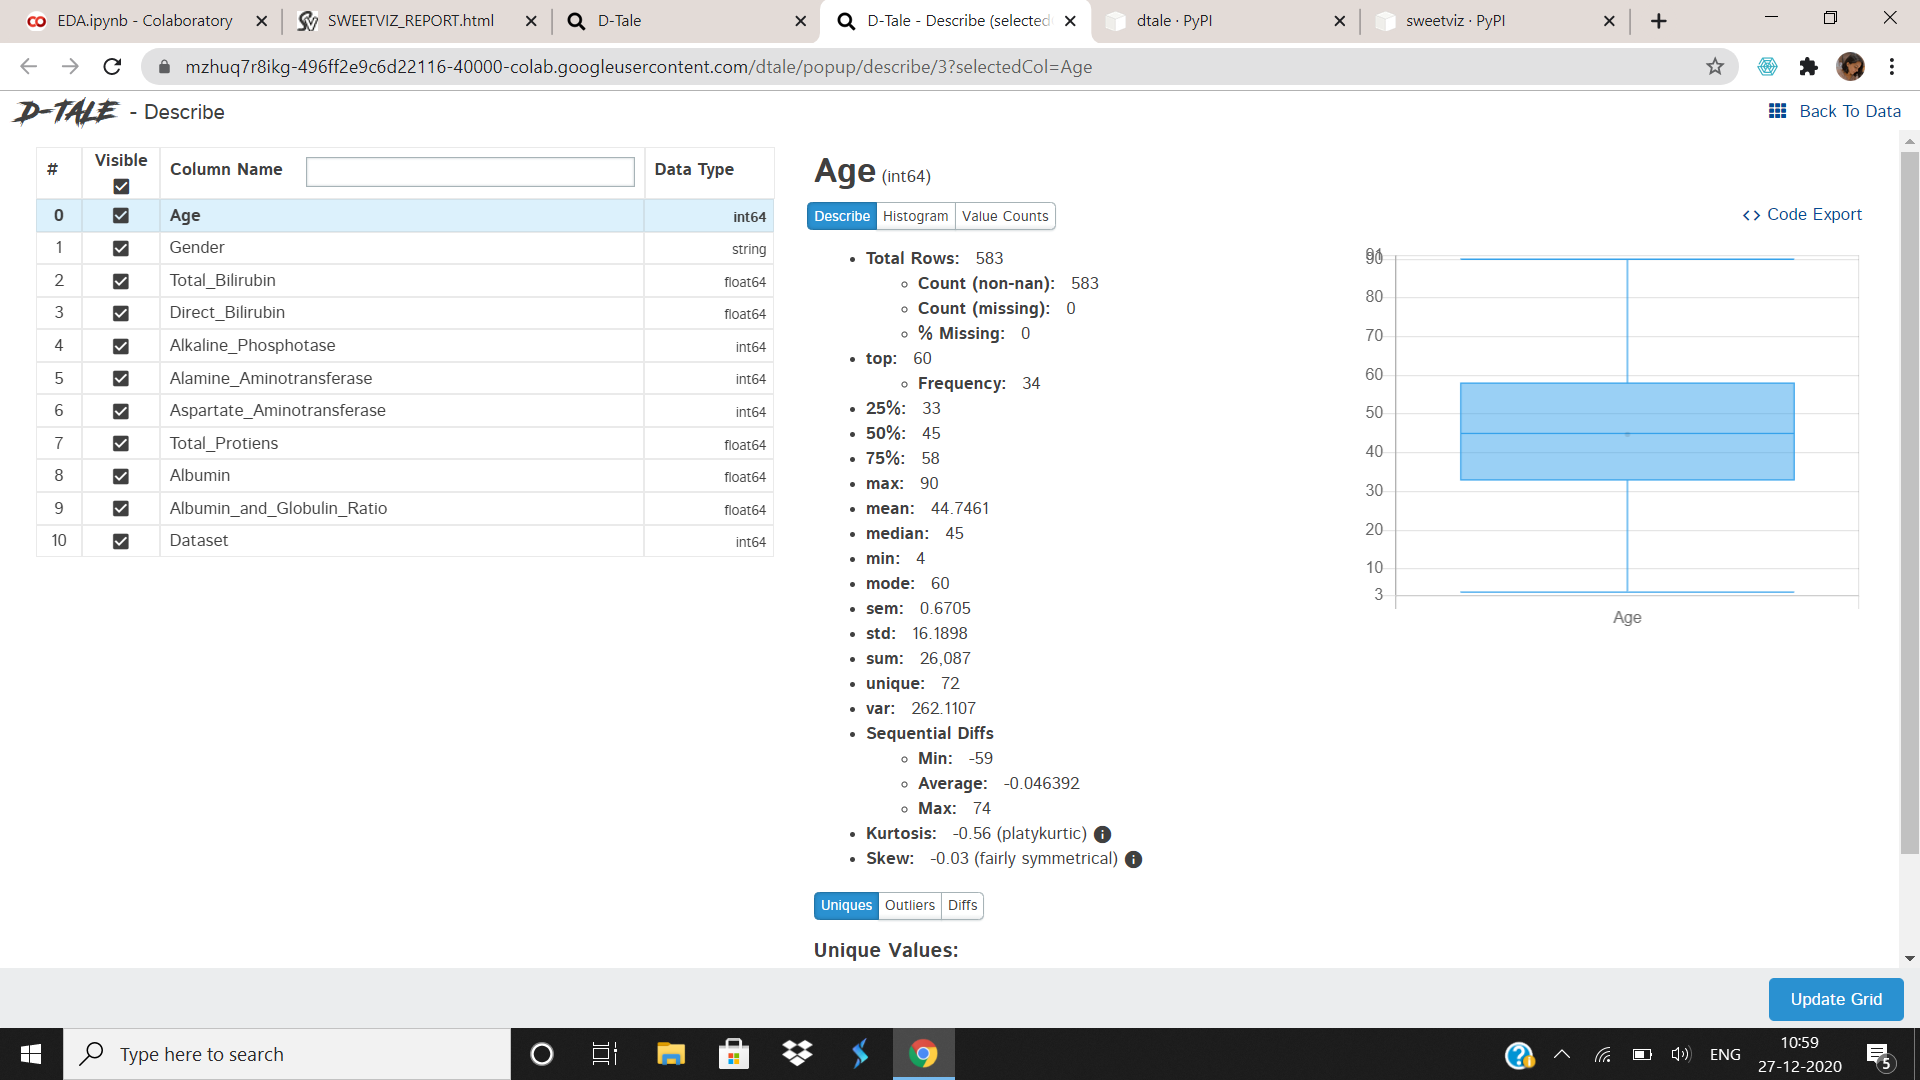 EDA.ipynb - Colaboratory
SWEETVIZ_REPORT.html
D-Tale
D-Tale - Describe (selected
dtale · PyPI
sweetviz · PyPI
mzhuq7r8ikg-496ff2e9c6d22116-40000-colab.googleusercontent.com/dtale/popup/describe/3?selectedCol=Age
D-TALE - Describe
Back To Data
# Visible Column Name Data Type
0 Age int64
1 Gender string
2 Total_Bilirubin float64
3 Direct_Bilirubin float64
4 Alkaline_Phosphotase int64
5 Alamine_Aminotransferase int64
6 Aspartate_Aminotransferase int64
7 Total_Protiens float64
8 Albumin float64
9 Albumin_and_Globulin_Ratio float64
10 Dataset int64
Age (int64)
Describe Histogram Value Counts
<> Code Export
Total Rows: 583
Count (non-nan): 583
Count (missing): 0
% Missing: 0
top: 60
Frequency: 34
25%: 33
50%: 45
75%: 58
max: 90
mean: 44.7461
median: 45
min: 4
mode: 60
sem: 0.6705
std: 16.1898
sum: 26,087
unique: 72
var: 262.1107
Sequential Diffs
Min: -59
Average: -0.046392
Max: 74
Kurtosis: -0.56 (platykurtic)
Skew: -0.03 (fairly symmetrical)
91
90
80
70
60
50
40
30
20
10
3
Age
Uniques Outliers Diffs
Unique Values:
Update Grid
Type here to search
ENG
10:59
27-12-2020
5